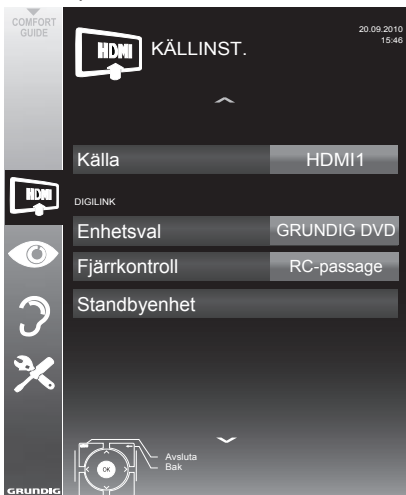 COMFORT
GUIDE
HDMI KÄLLINST.
20.09.2010
15:46
Källa HDMI1
HDMI
DIGILINK
Enhetsval GRUNDIG DVD
Fjärrkontroll RC-passage
Standbyenhet
Avsluta
OK Bak
GRUNDIG